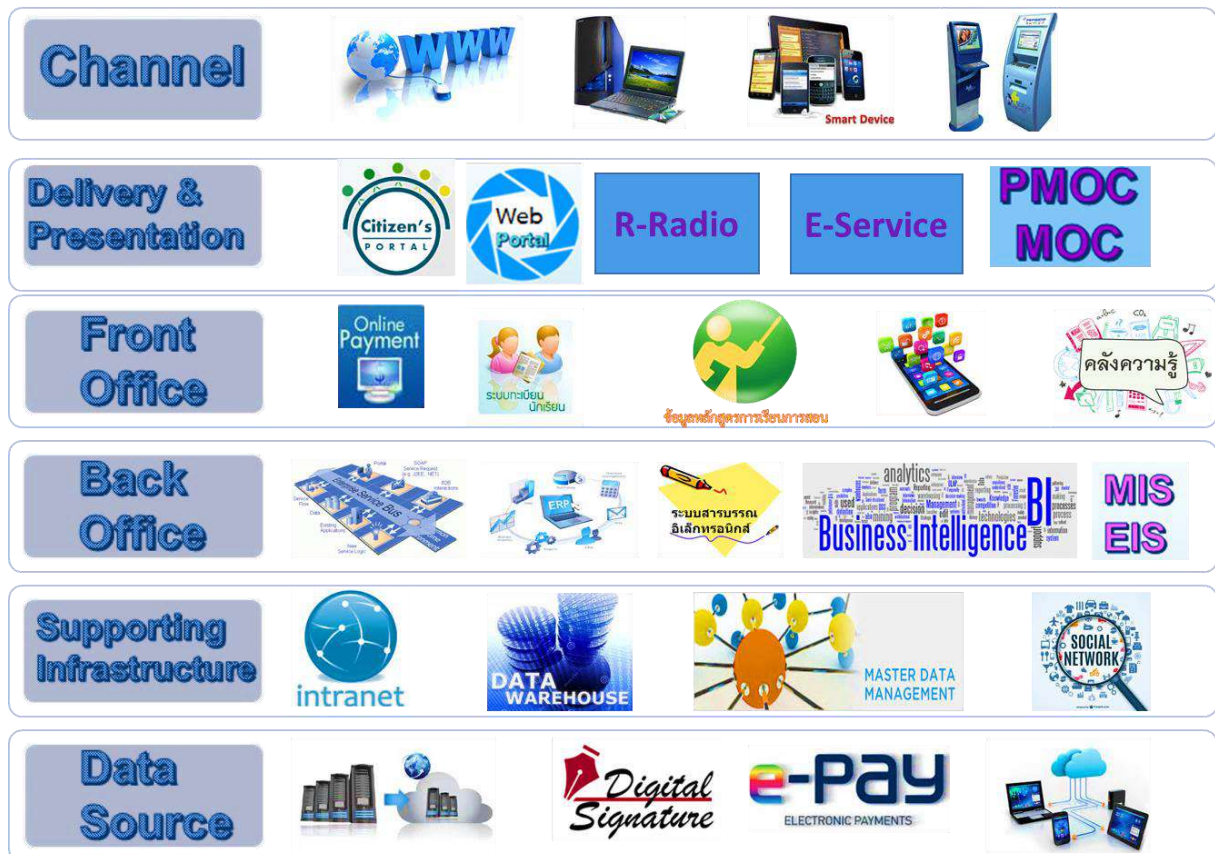 Channel
WWW
Smart Device
Delivery &
Presentation
Citizen's
PORTAL
Web
Portal
R-Radio
E-Service
PMOC
MOC
Front
Office
Online
Payment
ระบบทะเบียน
นักเรียน
ข้อมูลหลักสูตรการเรียนการสอน
คลังความรู้
Back
Office
Enterprise Service Bus
ERP
ระบบสารบรรณ
อิเล็กทรอนิกส์
analytics
Business Intelligence
BI
MIS
EIS
Supporting
Infrastructure
intranet
DATA
WAREHOUSE
MASTER DATA
MANAGEMENT
SOCIAL
NETWORK
Data
Source
Digital
Signature
e-Pay
ELECTRONIC PAYMENTS